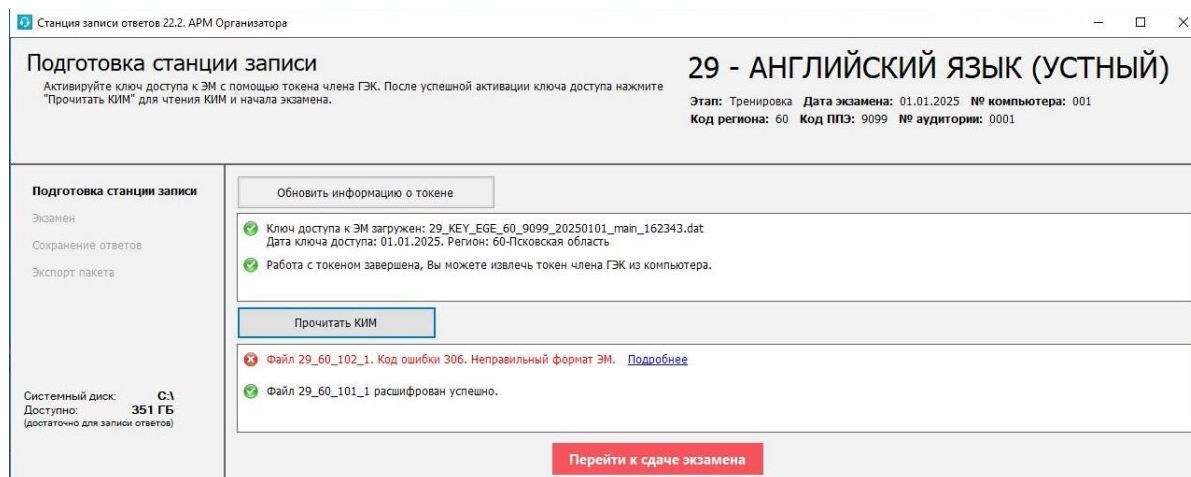 Станция записи ответов 22.2. АРМ Организатора
Подготовка станции записи
Активируйте ключ доступа к ЭМ с помощью токена члена ГЭК. После успешной активации ключа доступа нажмите
"Прочитать КИМ" для чтения КИМ и начала экзамена.
29 - АНГЛИЙСКИЙ ЯЗЫК (УСТНЫЙ)
Этап: Тренировка Дата экзамена: 01.01.2025 № компьютера: 001
Код региона: 60 Код ППЭ: 9099 № аудитории: 0001
Подготовка станции записи
Экзамен
Сохранение ответов
Экспорт пакета
Системный диск: C:\
Доступно: 351 ГБ
(достаточно для записи ответов)
Обновить информацию о токене
Ключ доступа к ЭМ загружен: 29_KEY_EGE_60_9099_20250101_main_162343.dat
Дата ключа доступа: 01.01.2025. Регион: 60-Псковская область
Работа с токеном завершена, Вы можете извлечь токен члена ГЭК из компьютера.
Прочитать КИМ
Файл 29_60_102_1. Код ошибки 306. Неправильный формат ЭМ. Подробнее
Файл 29_60_101_1 расшифрован успешно.
Перейти к сдаче экзамена